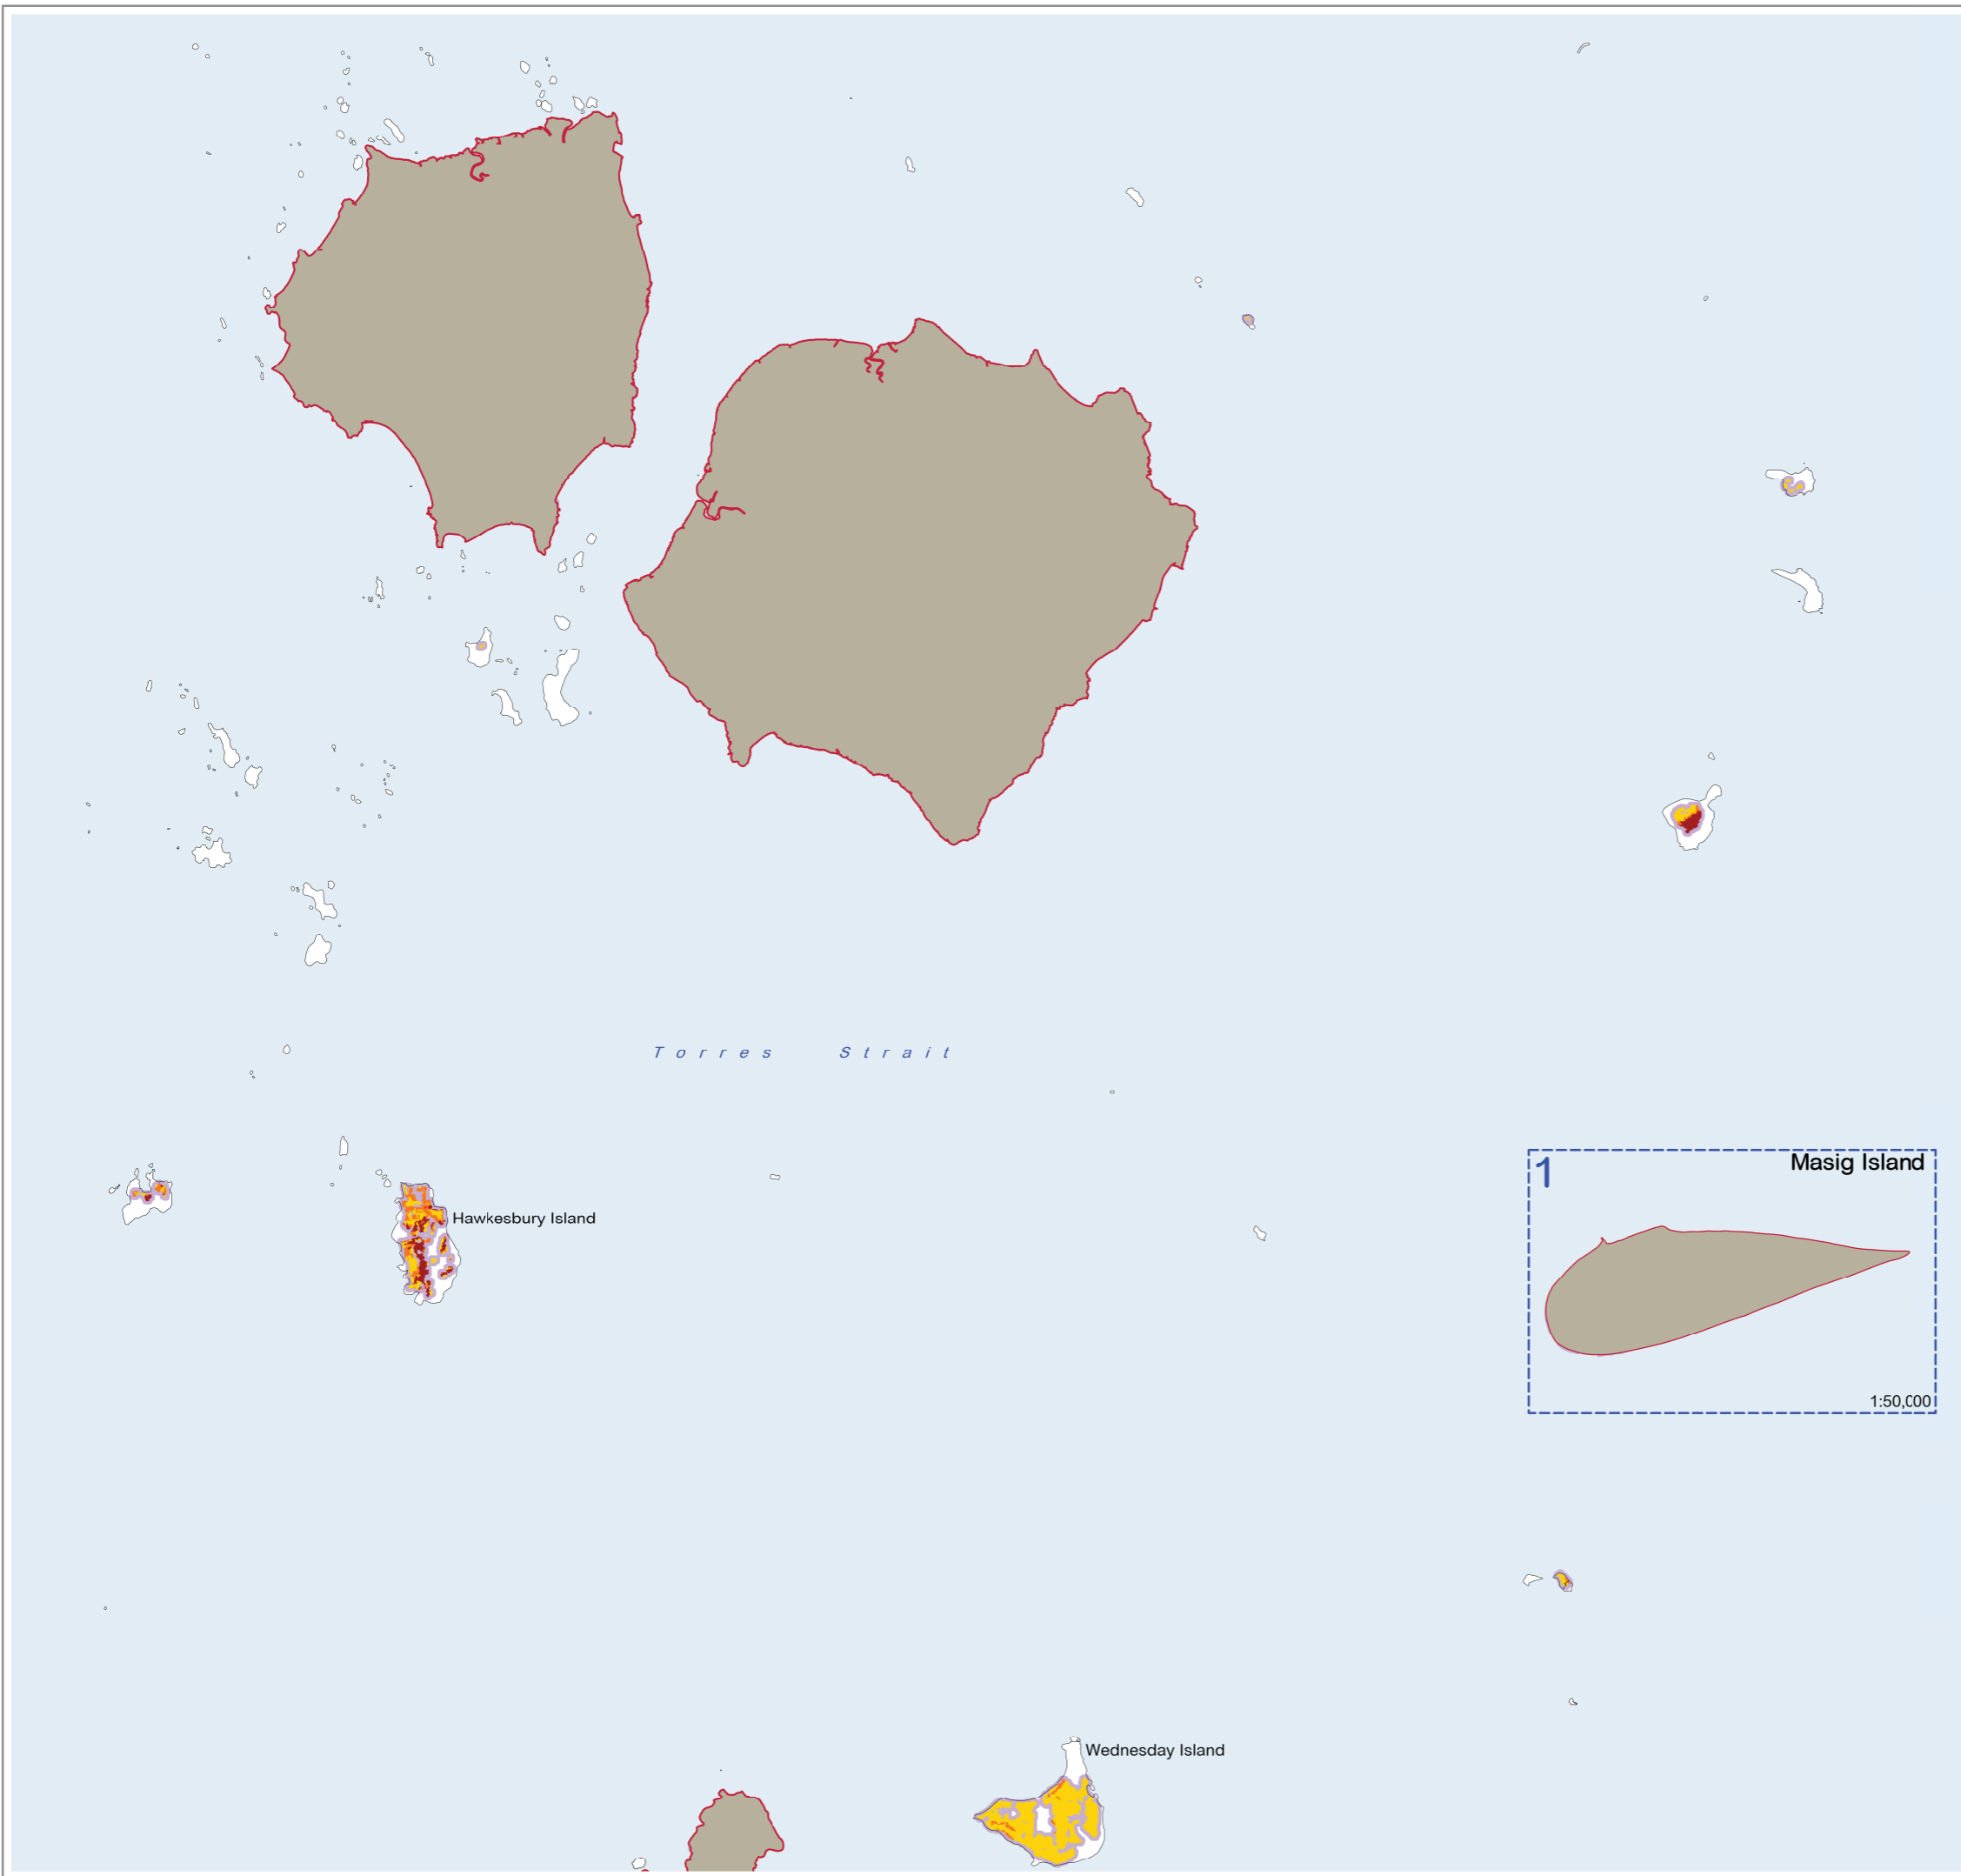 Torres Strait
1
Masig Island
Hawkesbury Island
1:50,000
Wednesday Island